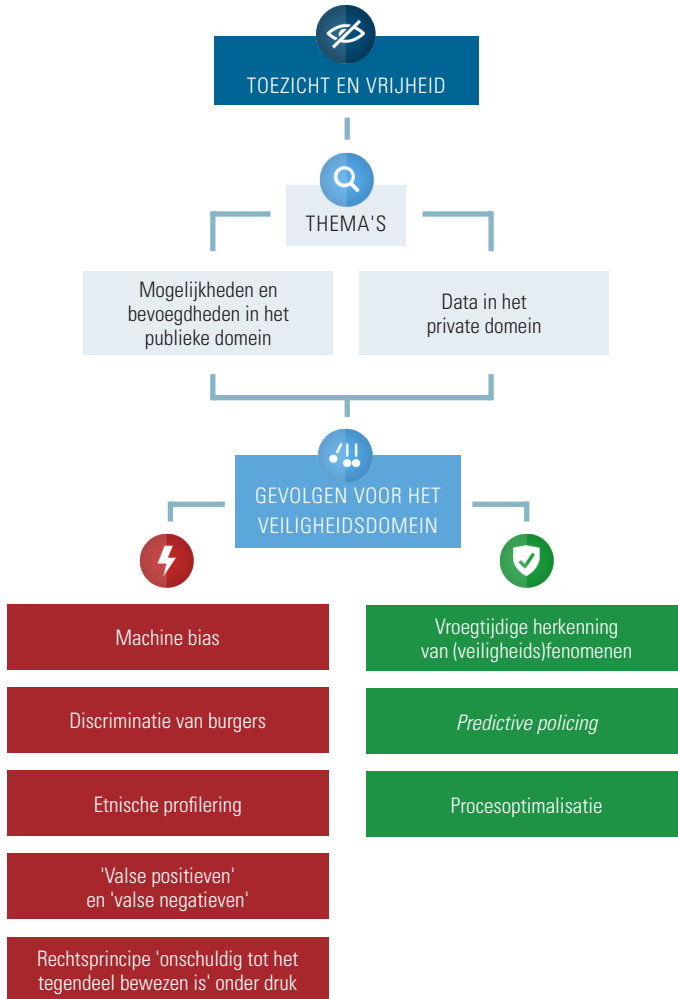 TOEZICHT EN VRIJHEID
THEMA'S
Mogelijkheden en
bevoegdheden in het
publieke domein
Data in het
private domein
GEVOLGEN VOOR HET
VEILIGHEIDSDOMEIN
Machine bias
Discriminatie van burgers
Etnische profilering
'Valse positieven'
en 'valse negatieven'
Rechtsprincipe 'onschuldig tot het
tegendeel bewezen is' onder druk
Vroegtijdige herkenning
van (veiligheids)fenomenen
Predictive policing
Procesoptimalisatie